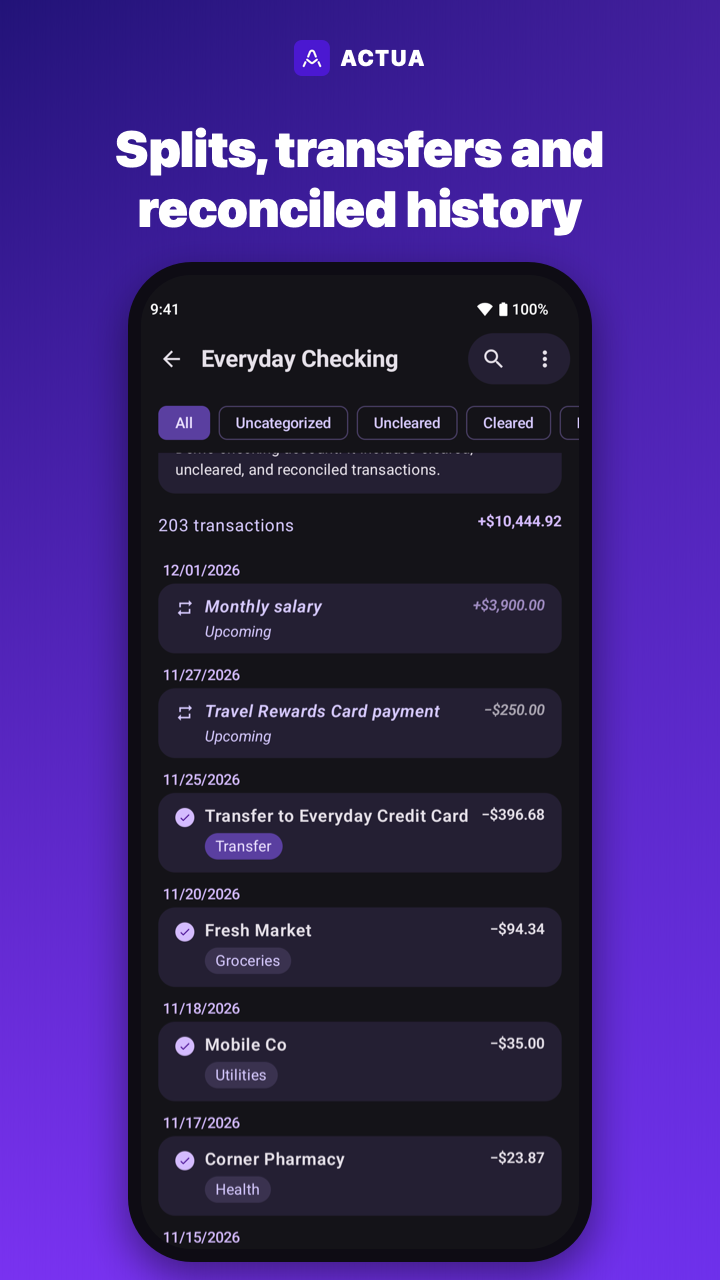 ACTUA
Splits, transfers and
reconciled history
9:41
100%
Everyday Checking
All
Uncategorized
Uncleared
Cleared
uncleared, and reconciled transactions.
203 transactions
+$10,444.92
12/01/2026
Monthly salary
+$3,900.00
Upcoming
11/27/2026
Travel Rewards Card payment
−$250.00
Upcoming
11/25/2026
Transfer to Everyday Credit Card
−$396.68
Transfer
11/20/2026
Fresh Market
−$94.34
Groceries
11/18/2026
Mobile Co
−$35.00
Utilities
11/17/2026
Corner Pharmacy
−$23.87
Health
11/15/2026